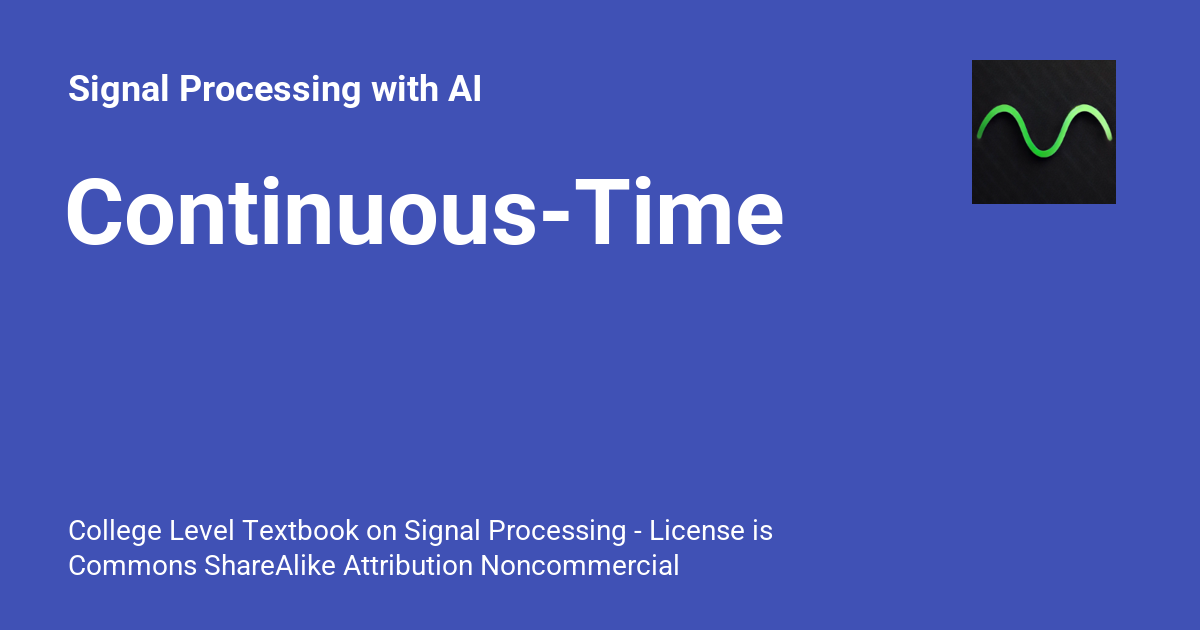 Signal Processing with AI
Continuous-Time
College Level Textbook on Signal Processing - License is
Commons ShareAlike Attribution Noncommercial